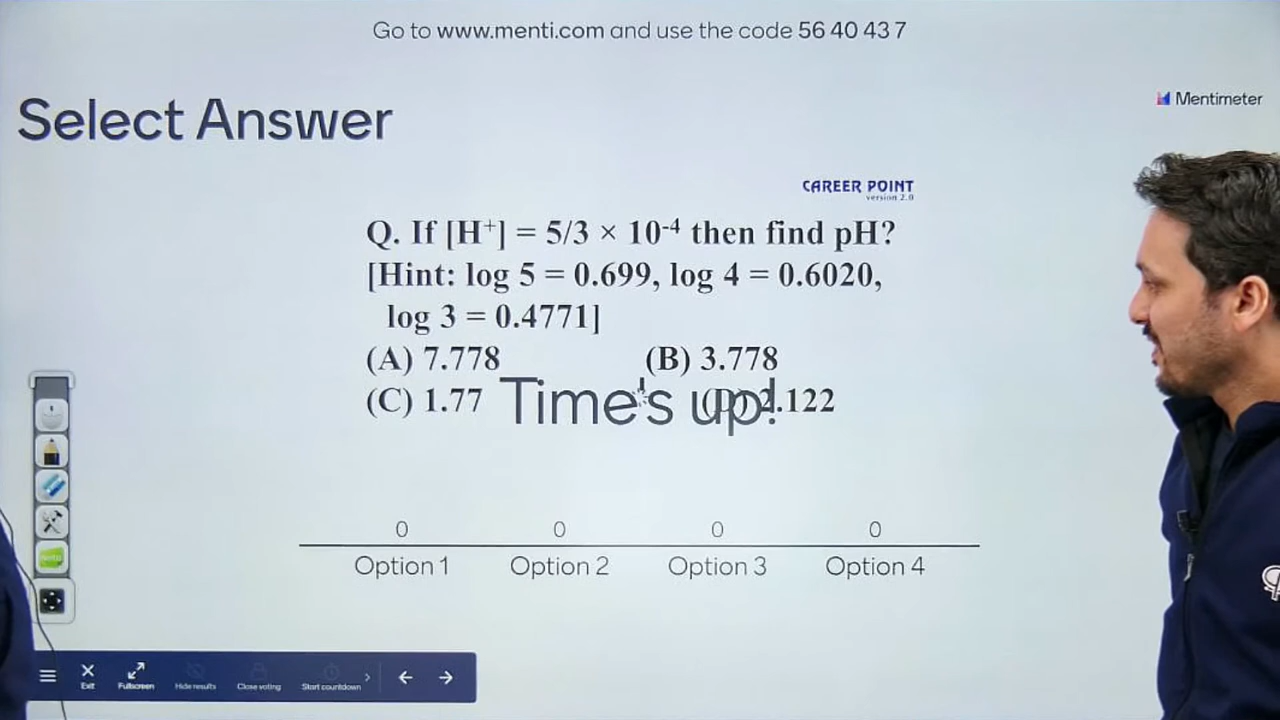 Go to www.menti.com and use the code 56 40 43 7
Select Answer
Mentimeter
CAREER POINT
version 2.0
Q. If [H⁺] = 5/3 × 10⁻⁴ then find pH?
[Hint: log 5 = 0.699, log 4 = 0.6020,
log 3 = 0.4771]
(A) 7.778 (B) 3.778
(C) 1.77 (D) 2.122
Time's up!
0 0 0 0
Option 1 Option 2 Option 3 Option 4
Exit Fullscreen Hide results Close voting Start countdown